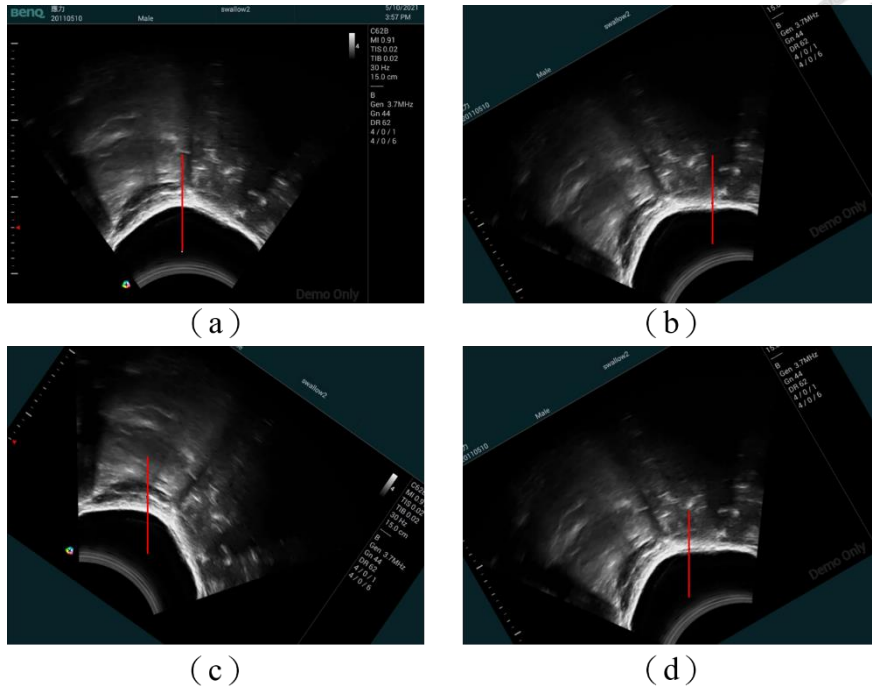 BenQ 應力 swallow2 5/10/2021
20110510 Male 3:57 PM
C62B
MI 0.91
TIS 0.02
TIB 0.02
30 Hz
15.0 cm
B
Gen 3.7MHz
Gn 44
DR 62
4 / 0 / 1
4 / 0 / 6
4
Demo Only
(a)
swallow2
Male
20110510
B
Gen 3.7MHz
Gn 44
DR 62
4 / 0 / 1
4 / 0 / 6
Demo Only
(b)
swallow2
4
C62B
MI 0.9
TIS 0.02
TIB 0.02
30 Hz
15.0 cm
B
Gen 3.7MHz
Gn 44
DR 62
4 / 0 / 1
4 / 0 / 6
(c)
swallow2
Male
20110510
B
Gen 3.7MHz
Gn 44
DR 62
4 / 0 / 1
4 / 0 / 6
Demo Only
(d)